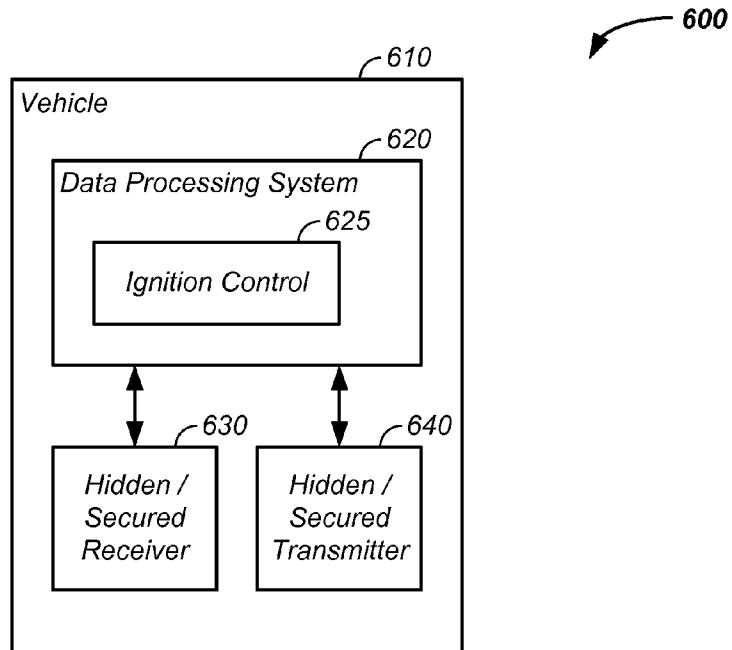 600
610
Vehicle
620
Data Processing System
625
Ignition Control
630
Hidden /
Secured
Receiver
640
Hidden /
Secured
Transmitter